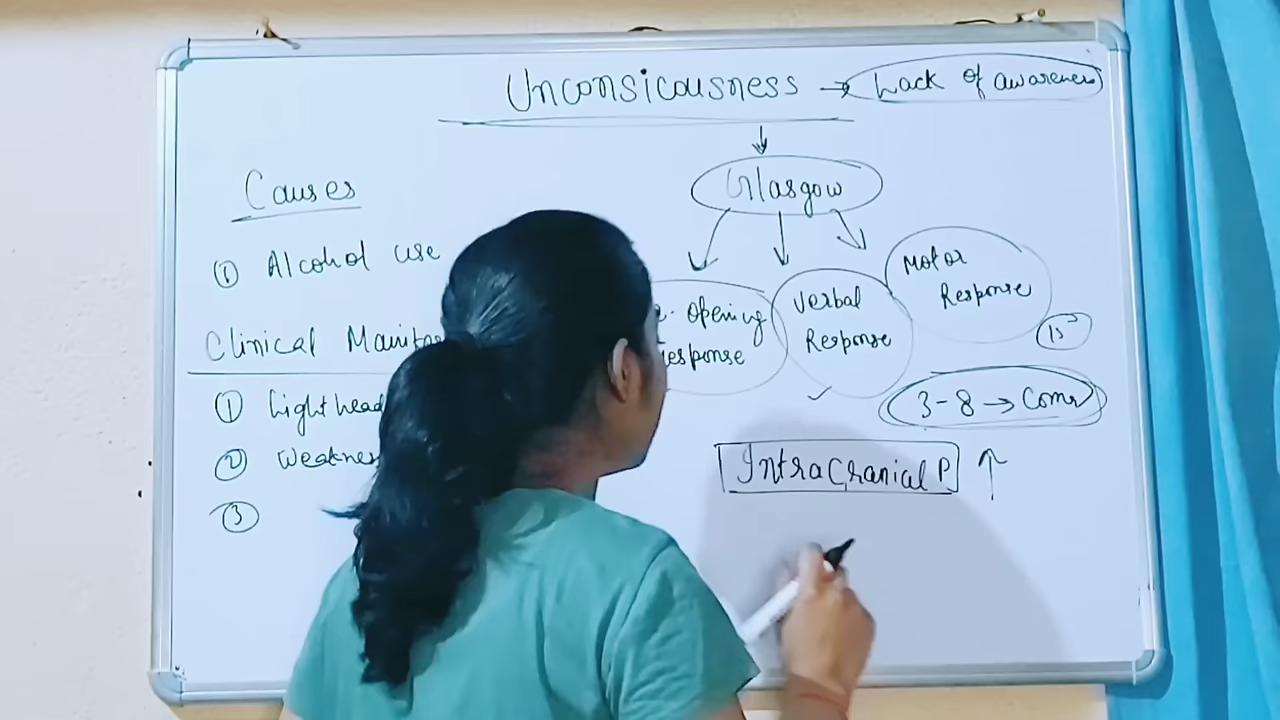 Unconsicousness → Lack of awareness
Glasgow
Causes
① Alcohol use
opening
Response
Verbal
Response
Motor
Response
15
Clinical
① Light head
② Weakness
③
3-8 → Coma
IntraCranial P ↑